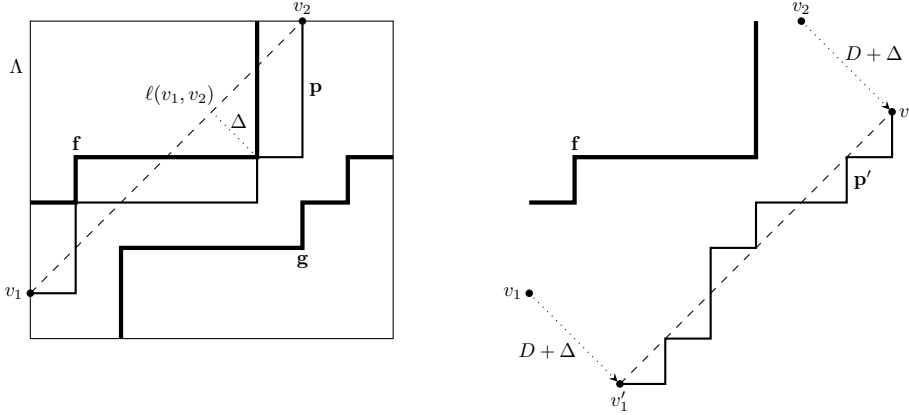 v₂
Λ
ℓ(v₁, v₂)
p
Δ
f
g
v₁
v₂
D + Δ
v
f
p′
v₁
D + Δ
v′₁